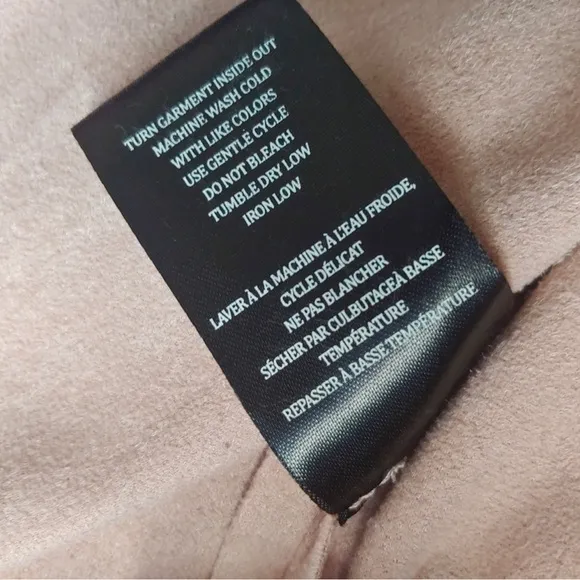 TURN GARMENT INSIDE OUT
MACHINE WASH COLD
WITH LIKE COLORS
USE GENTLE CYCLE
DO NOT BLEACH
TUMBLE DRY LOW
IRON LOW
LAVER À LA MACHINE À L'EAU FROIDE,
CYCLE DÉLICAT
NE PAS BLANCHER
SÉCHER PAR CULBUTAGEÀ BASSE
TEMPÉRATURE
REPASSER À BASSE TEMPÉRATURE